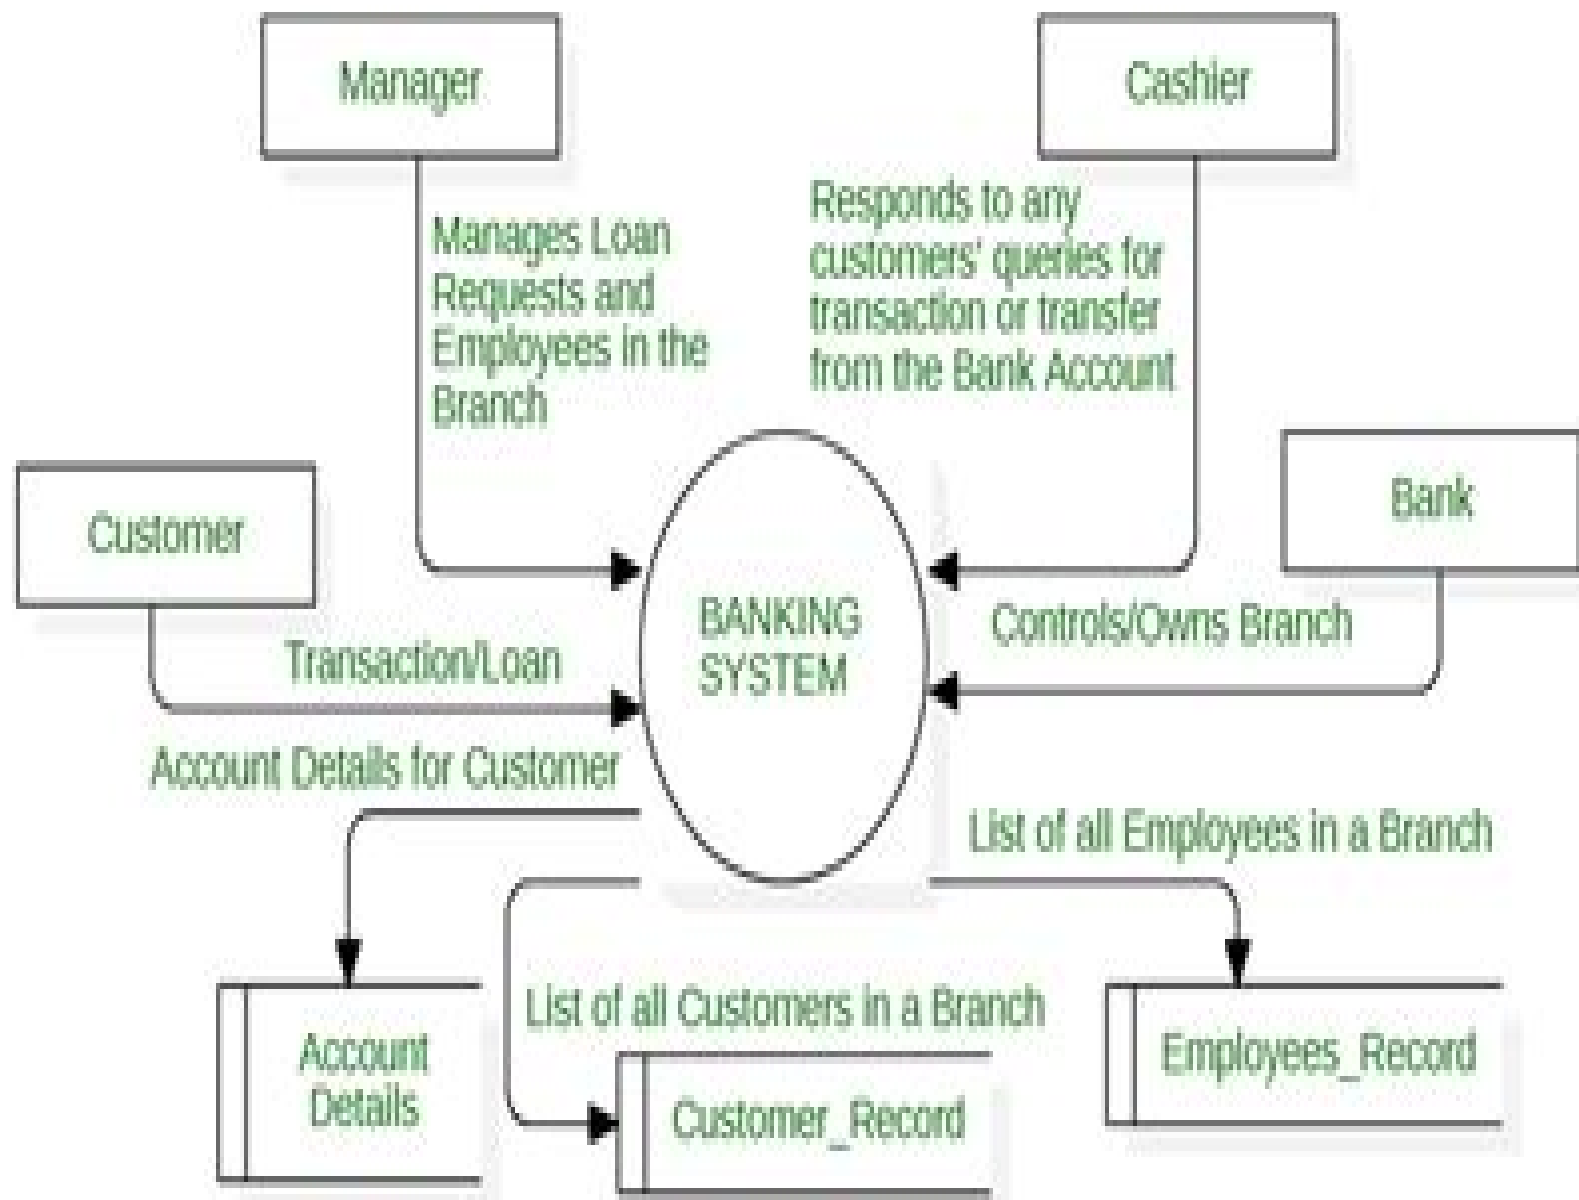 Manager
Cashier
Manages Loan
Requests and
Employees in the
Branch
Responds to any
customers' queries for
transaction or transfer
from the Bank Account
Customer
Bank
BANKING
SYSTEM
Transaction/Loan
Controls/Owns Branch
Account Details for Customer
List of all Employees in a Branch
List of all Customers in a Branch
Account
Details
Customer_Record
Employees_Record